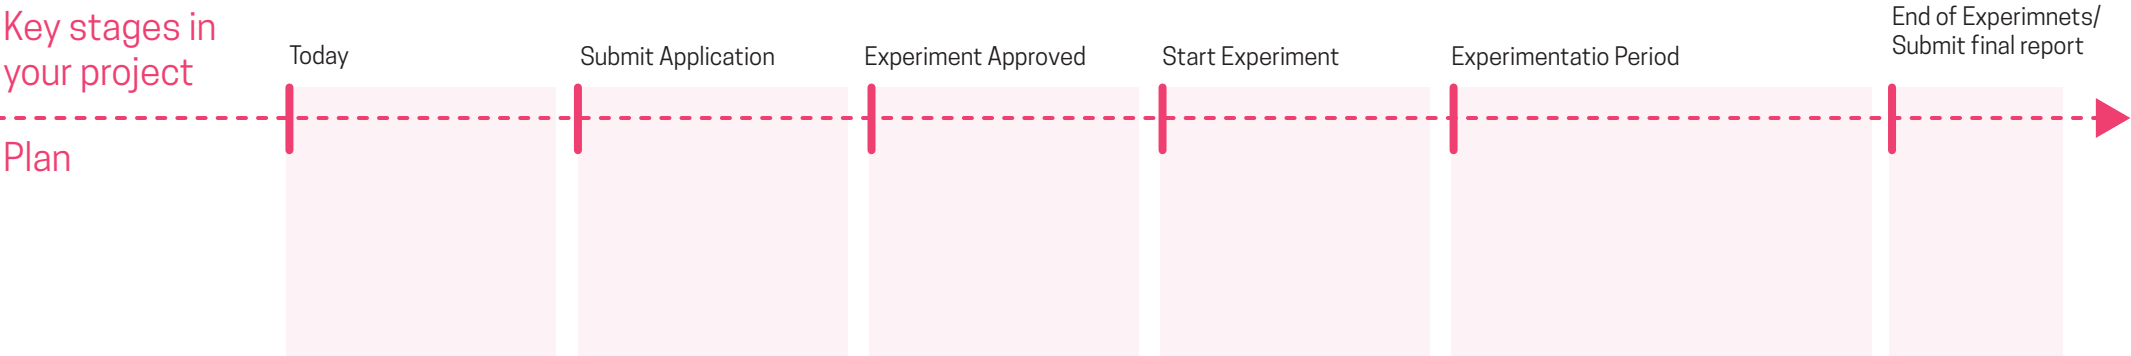 Key stages in
your project
Today
Submit Application
Experiment Approved
Start Experiment
Experimentatio Period
End of Experimnets/
Submit final report
Plan